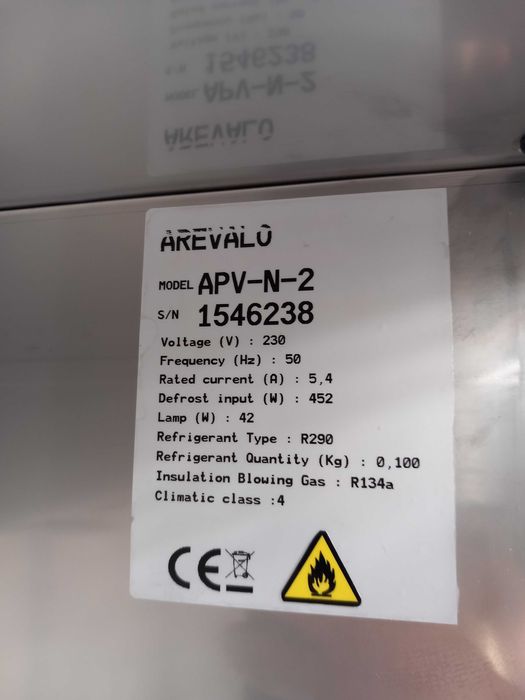 AREVALO
MODEL APV-N-2
S/N 1546238
Voltage (V) : 230
Frequency (Hz) : 50
Rated current (A) : 5,4
Defrost input (W) : 452
Lamp (W) : 42
Refrigerant Type : R290
Refrigerant Quantity (Kg) : 0,100
Insulation Blowing Gas : R134a
Climatic class :4
CE